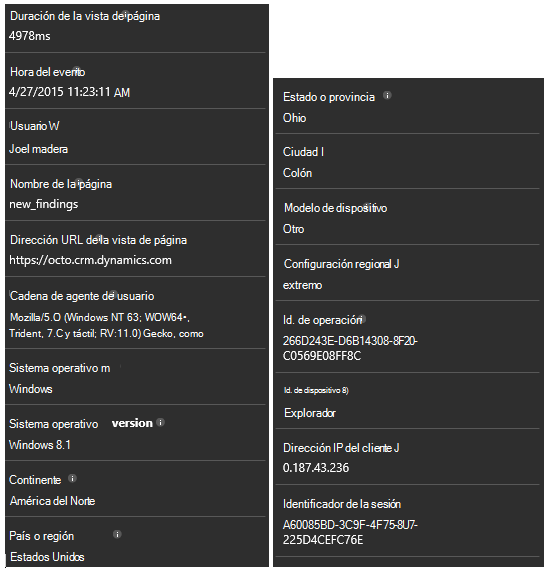 Duración de la vista de página
4978ms
Hora del evento
4/27/2015 11:23:11 AM
Usuario W
Joel madera
Nombre de la página
new_findings
Dirección URL de la vista de página
https://octo.crm.dynamics.com
Cadena de agente de usuario
Mozilla/5.O (Windows NT 63; WOW64•,
Trident, 7.C y táctil; RV:11.0) Gecko, como
Sistema operativo m
Windows
Sistema operativo version
Windows 8.1
Continente
América del Norte
País o región
Estados Unidos
Estado o provincia
Ohio
Ciudad I
Colón
Modelo de dispositivo
Otro
Configuración regional J
extremo
Id. de operación
266D243E-D6B14308-8F20-
C0569E08FF8C
Id. de dispositivo 8)
Explorador
Dirección IP del cliente J
0.187.43.236
Identificador de la sesión
A60085BD-3C9F-4F75-8U7-
225D4CEFC76E